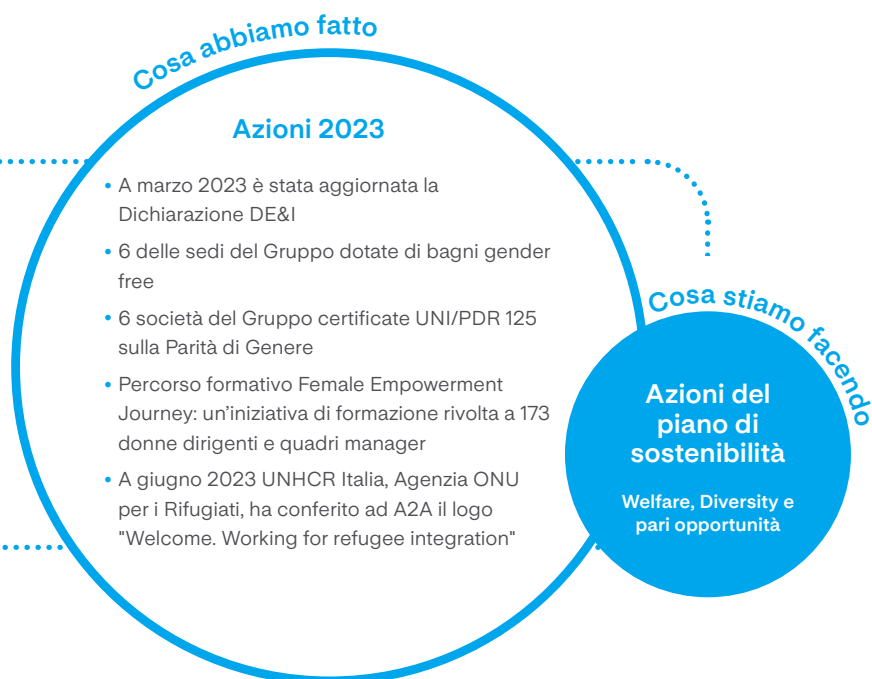 Cosa abbiamo fatto
Azioni 2023
• A marzo 2023 è stata aggiornata la
Dichiarazione DE&I
• 6 delle sedi del Gruppo dotate di bagni gender
free
• 6 società del Gruppo certificate UNI/PDR 125
sulla Parità di Genere
• Percorso formativo Female Empowerment
Journey: un’iniziativa di formazione rivolta a 173
donne dirigenti e quadri manager
• A giugno 2023 UNHCR Italia, Agenzia ONU
per i Rifugiati, ha conferito ad A2A il logo
"Welcome. Working for refugee integration"
Cosa stiamo facendo
Azioni del
piano di
sostenibilità
Welfare, Diversity e
pari opportunità